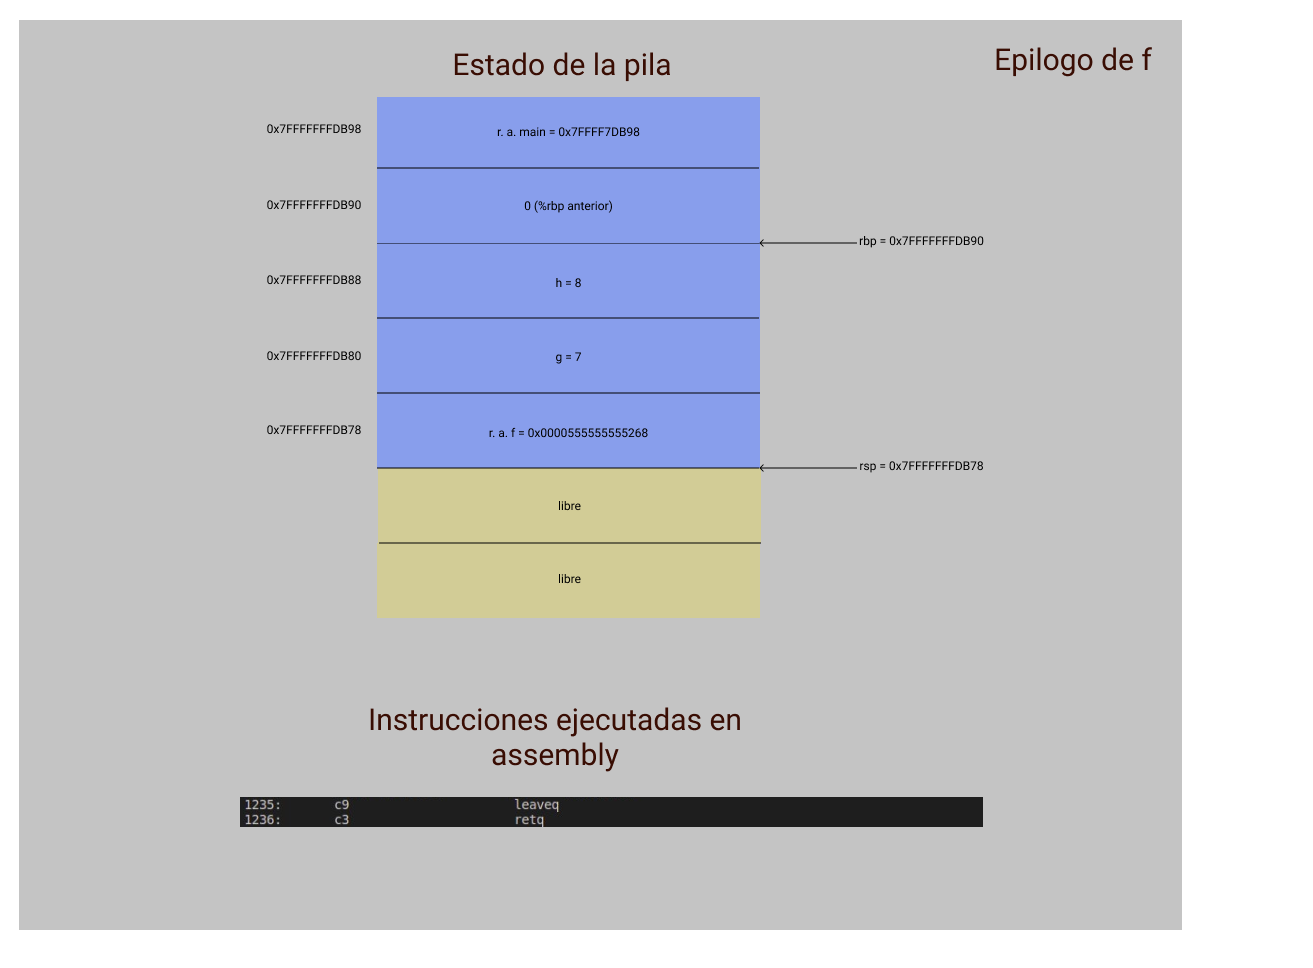 Estado de la pila
Epilogo de f
0x7FFFFFFFDB98
r. a. main = 0x7FFFF7DB98
0x7FFFFFFFDB90
0 (%rbp anterior)
rbp = 0x7FFFFFFFDB90
0x7FFFFFFFDB88
h = 8
0x7FFFFFFFDB80
g = 7
0x7FFFFFFFDB78
r. a. f = 0x0000555555555268
rsp = 0x7FFFFFFFDB78
libre
libre
Instrucciones ejecutadas en
assembly
1235: c9 leaveq
1236: c3 retq